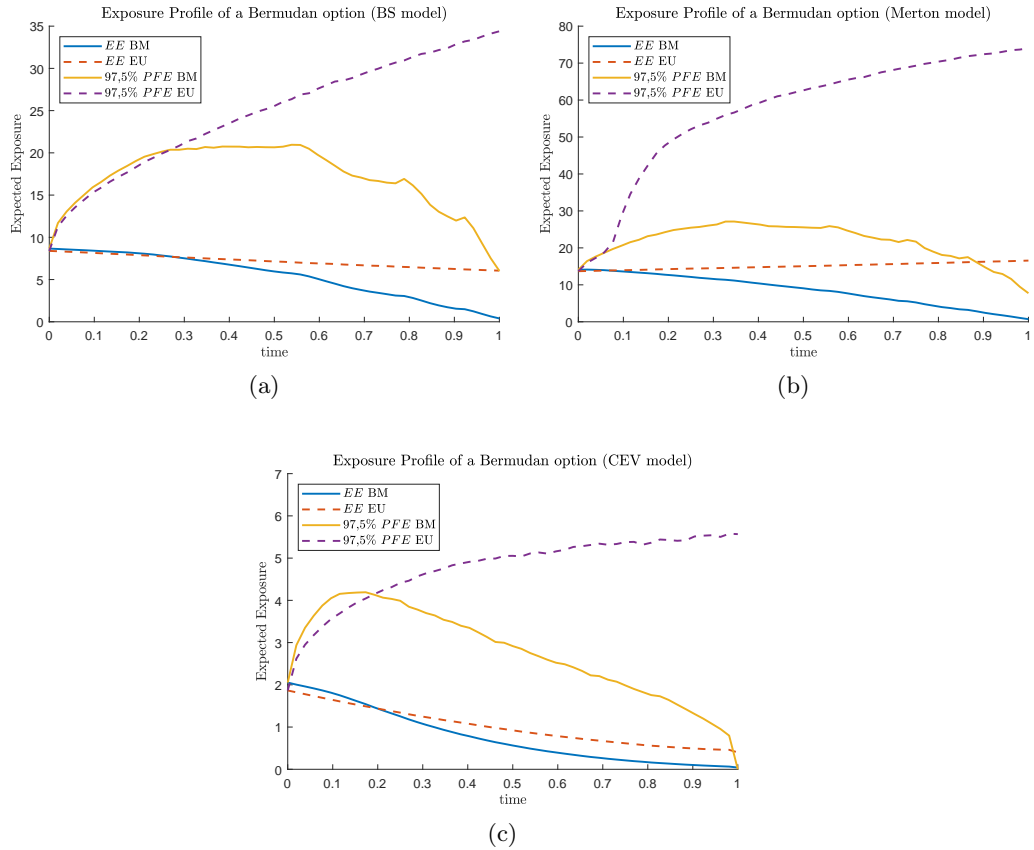 Exposure Profile of a Bermudan option (BS model)
35
30
25
20
15
10
5
0
Expected Exposure
EE BM
EE EU
97,5% PFE BM
97,5% PFE EU
0 0.1 0.2 0.3 0.4 0.5 0.6 0.7 0.8 0.9 1
time
(a)
Exposure Profile of a Bermudan option (Merton model)
80
70
60
50
40
30
20
10
0
Expected Exposure
EE BM
EE EU
97,5% PFE BM
97,5% PFE EU
0 0.1 0.2 0.3 0.4 0.5 0.6 0.7 0.8 0.9 1
time
(b)
Exposure Profile of a Bermudan option (CEV model)
7
6
5
4
3
2
1
0
Expected Exposure
EE BM
EE EU
97,5% PFE BM
97,5% PFE EU
0 0.1 0.2 0.3 0.4 0.5 0.6 0.7 0.8 0.9 1
time
(c)